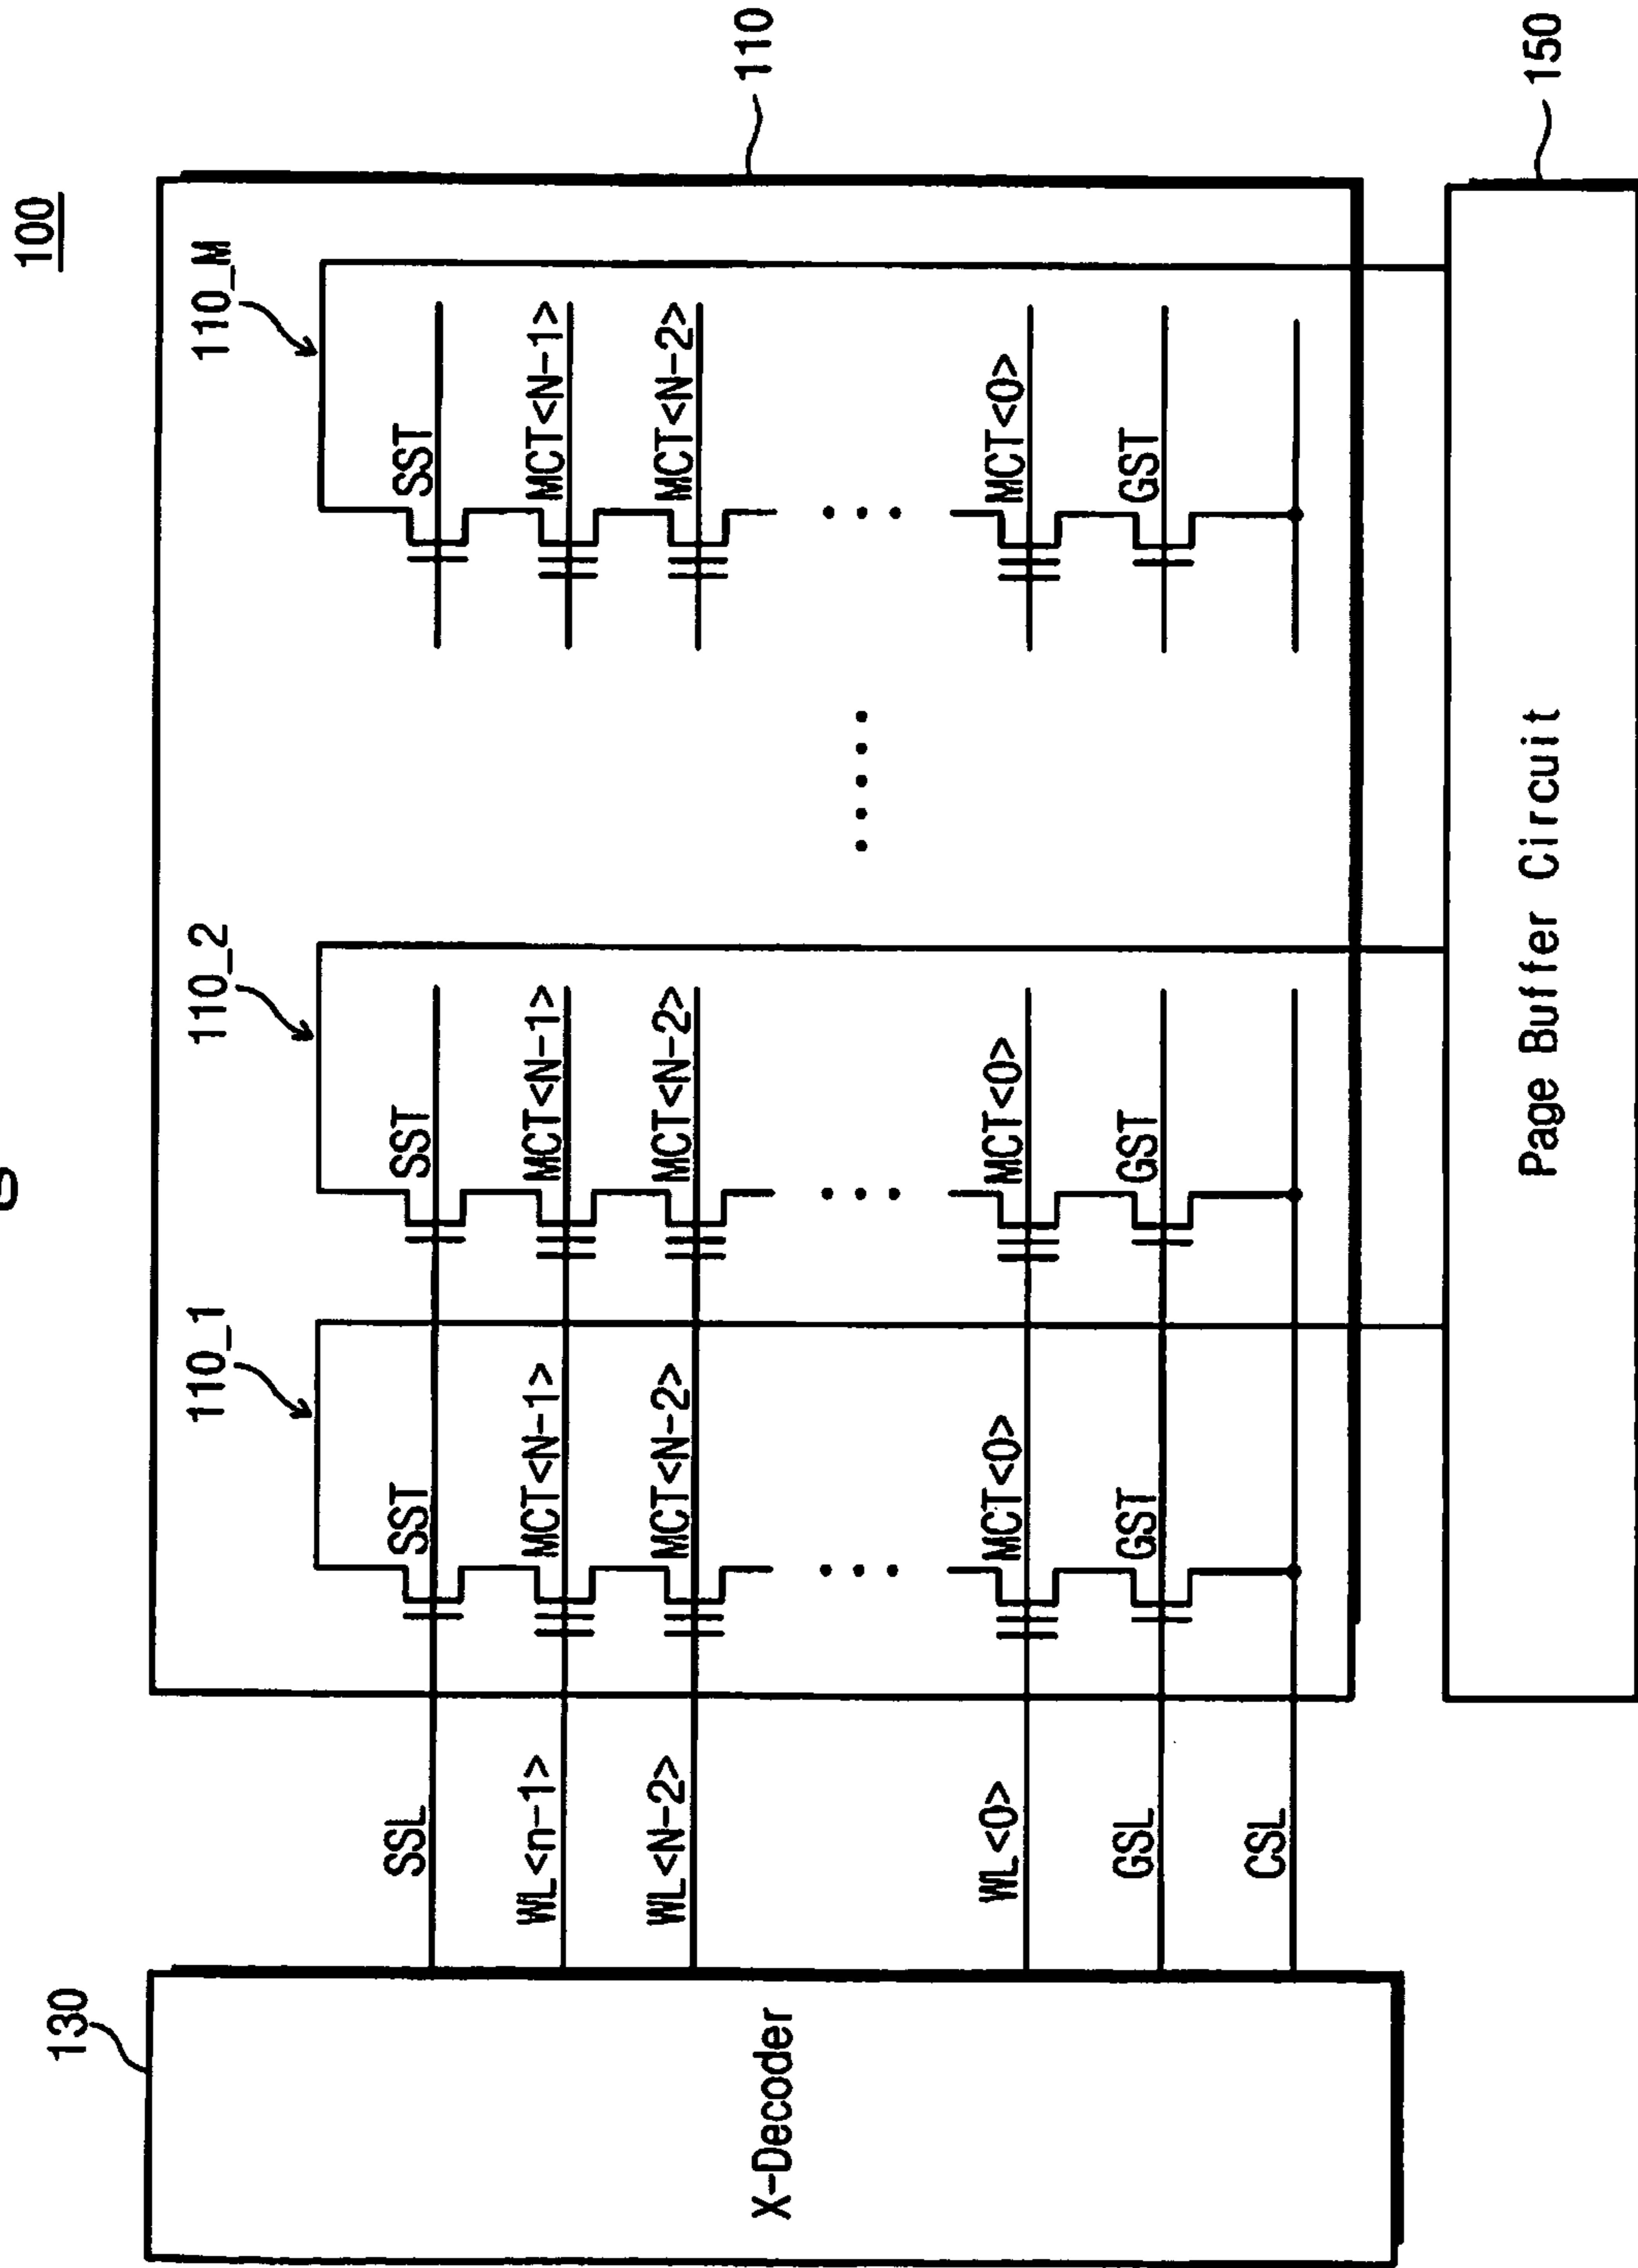 100
130
X-Decoder
SSL
WL<n-1>
WL<N-2>
WL<0>
GSL
CSL
110_1
SST
MCT<N-1>
MCT<N-2>
MCT<0>
GST
110_2
SST
MCT<N-1>
MCT<N-2>
MCT<0>
GST
110_M
SST
MCT<N-1>
MCT<N-2>
MCT<0>
GST
110
Page Buffer Circuit
150